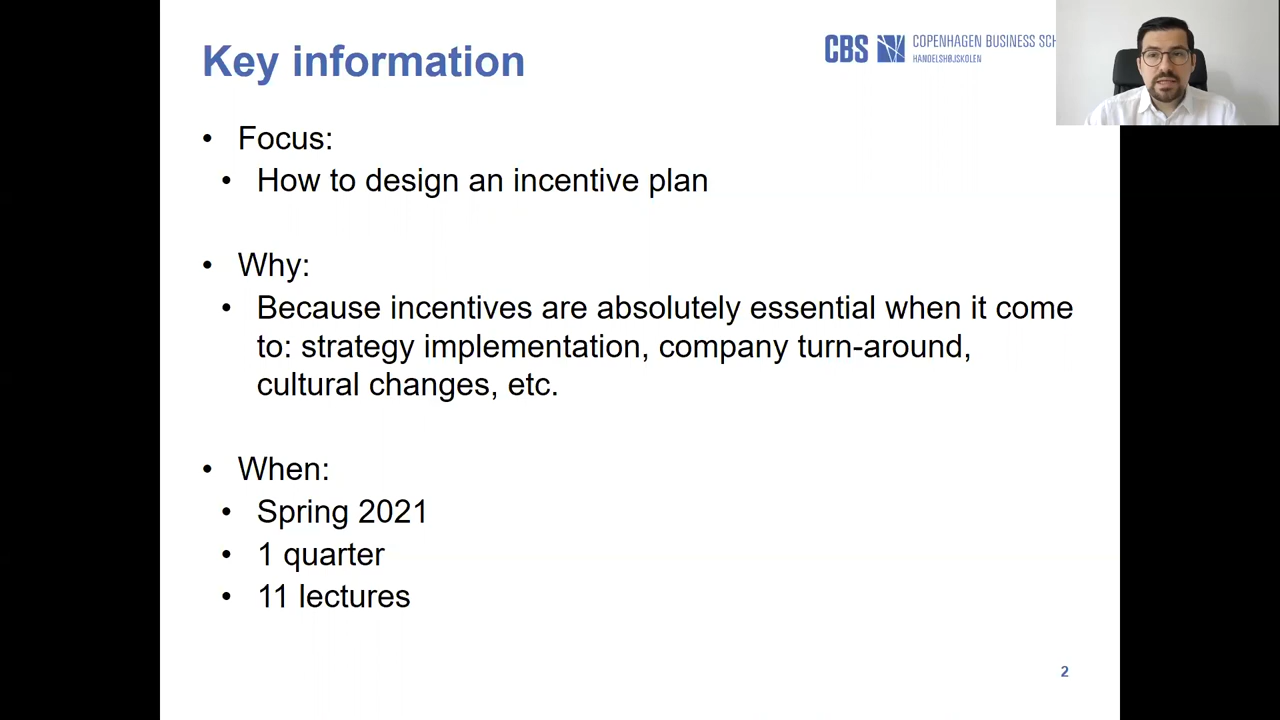 Key information
CBS COPENHAGEN BUSINESS SCH
HANDELSHØJSKOLEN
• Focus:
• How to design an incentive plan
• Why:
• Because incentives are absolutely essential when it come
to: strategy implementation, company turn-around,
cultural changes, etc.
• When:
• Spring 2021
• 1 quarter
• 11 lectures
2